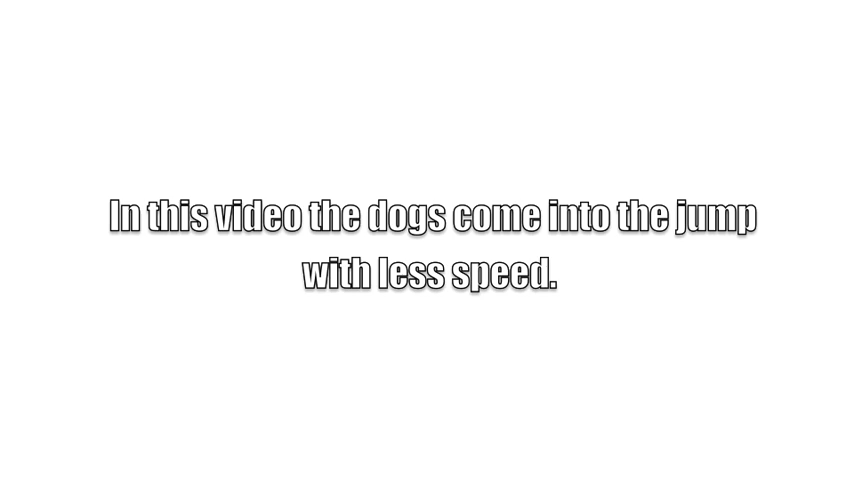 In this video the dogs come into the jump
with less speed.